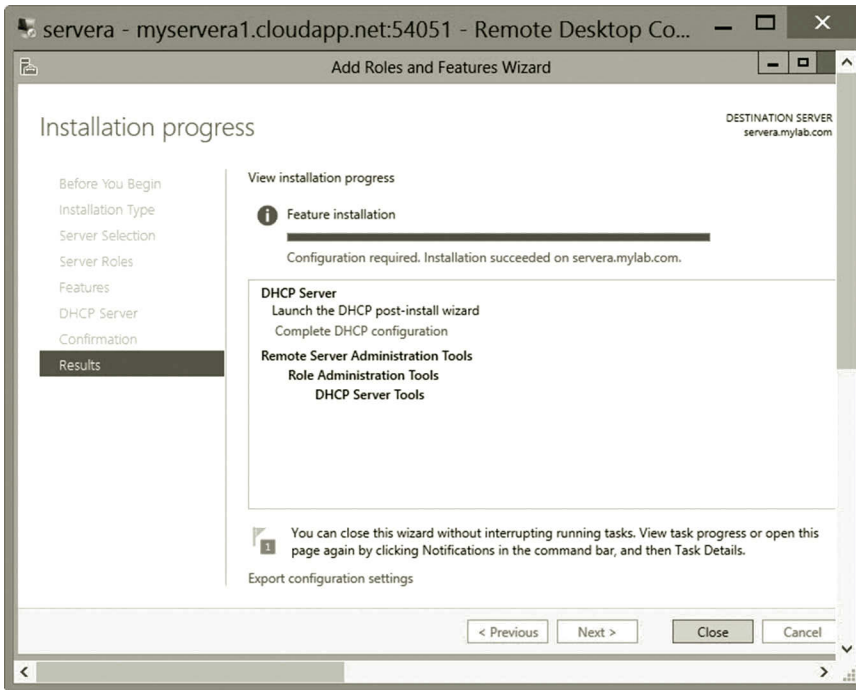 servera - myservera1.cloudapp.net:54051 - Remote Desktop Co...
Add Roles and Features Wizard
Installation progress
DESTINATION SERVER
servera.mylab.com
Before You Begin
Installation Type
Server Selection
Server Roles
Features
DHCP Server
Confirmation
Results
View installation progress
Feature installation
Configuration required. Installation succeeded on servera.mylab.com.
DHCP Server
Launch the DHCP post-install wizard
Complete DHCP configuration
Remote Server Administration Tools
Role Administration Tools
DHCP Server Tools
1
You can close this wizard without interrupting running tasks. View task progress or open this
page again by clicking Notifications in the command bar, and then Task Details.
Export configuration settings
< Previous
Next >
Close
Cancel